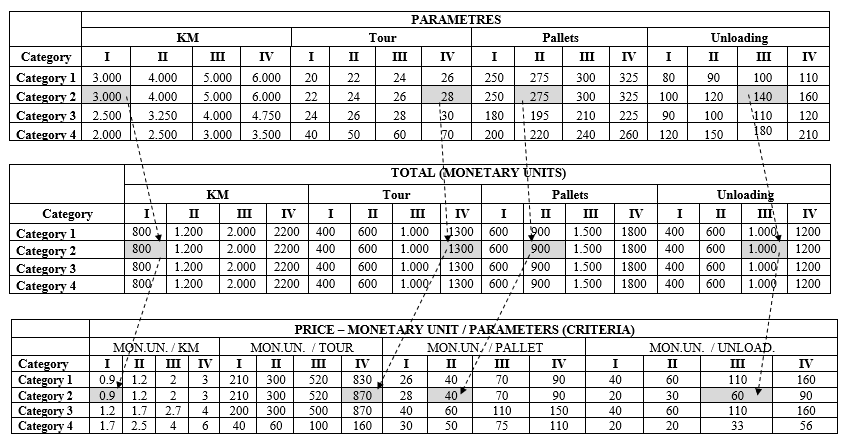 PARAMETRES
KM Tour Pallets Unloading
Category I II III IV I II III IV I II III IV I II III IV
Category 1 3.000 4.000 5.000 6.000 20 22 24 26 250 275 300 325 80 90 100 110
Category 2 3.000 4.000 5.000 6.000 22 24 26 28 250 275 300 325 100 120 140 160
Category 3 2.500 3.250 4.000 4.750 24 26 28 30 180 195 210 225 90 100 110 120
Category 4 2.000 2.500 3.000 3.500 40 50 60 70 200 220 240 260 120 150 180 210
TOTAL (MONETARY UNITS)
KM Tour Pallets Unloading
Category I II III IV I II III IV I II III IV I II III IV
Category 1 800 1.200 2.000 2200 400 600 1.000 1300 600 900 1.500 1800 400 600 1.000 1200
Category 2 800 1.200 2.000 2200 400 600 1.000 1300 600 900 1.500 1800 400 600 1.000 1200
Category 3 800 1.200 2.000 2200 400 600 1.000 1300 600 900 1.500 1800 400 600 1.000 1200
Category 4 800 1.200 2.000 2200 400 600 1.000 1300 600 900 1.500 1800 400 600 1.000 1200
PRICE – MONETARY UNIT / PARAMETERS (CRITERIA)
MON.UN. / KM MON.UN. / TOUR MON.UN. / PALLET MON.UN. / UNLOAD.
Category I II III IV I II III IV I II III IV I II III IV
Category 1 0.9 1.2 2 3 210 300 520 830 26 40 70 90 40 60 110 160
Category 2 0.9 1.2 2 3 210 300 520 870 28 40 70 90 20 30 60 90
Category 3 1.2 1.7 2.7 4 200 300 500 870 40 60 110 150 40 60 110 160
Category 4 1.7 2.5 4 6 40 60 100 160 30 50 75 110 20 20 33 56